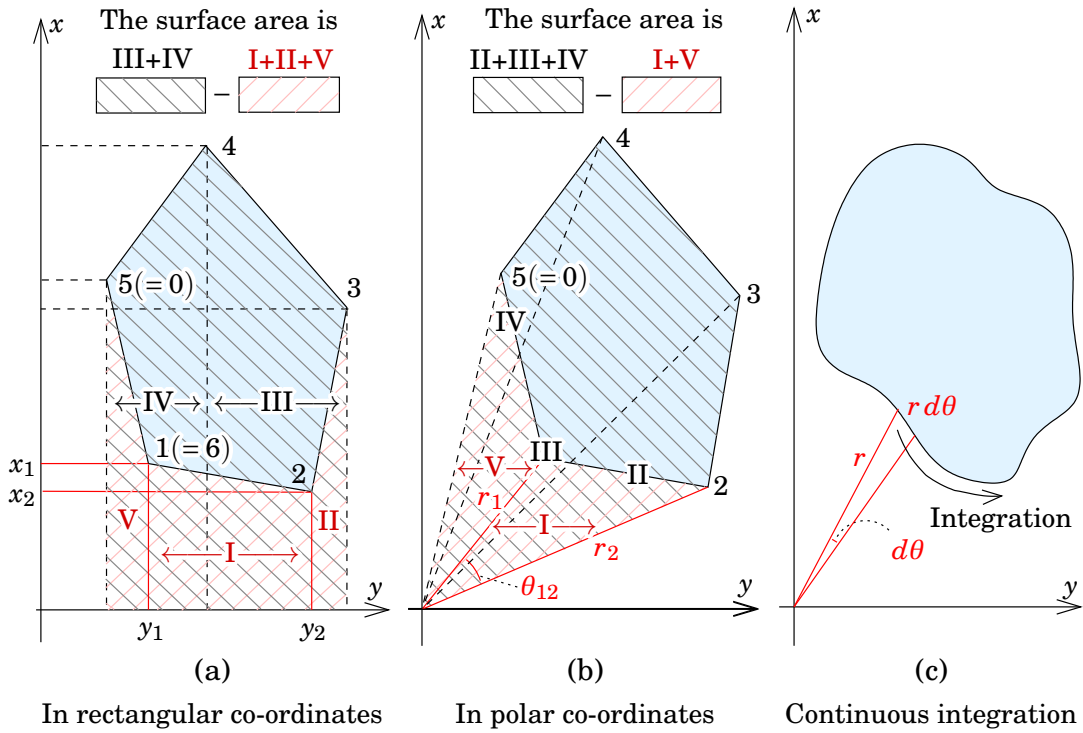 x
The surface area is
III+IV
I+II+V
−
4
5(=0)
3
IV
III
1(=6)
2
x1
x2
V
II
I
y
y1
y2
(a)
In rectangular co-ordinates
x
The surface area is
II+III+IV
I+V
−
4
5(=0)
3
IV
III
II
V
2
r1
I
r2
θ12
y
(b)
In polar co-ordinates
x
r dθ
r
Integration
dθ
y
(c)
Continuous integration